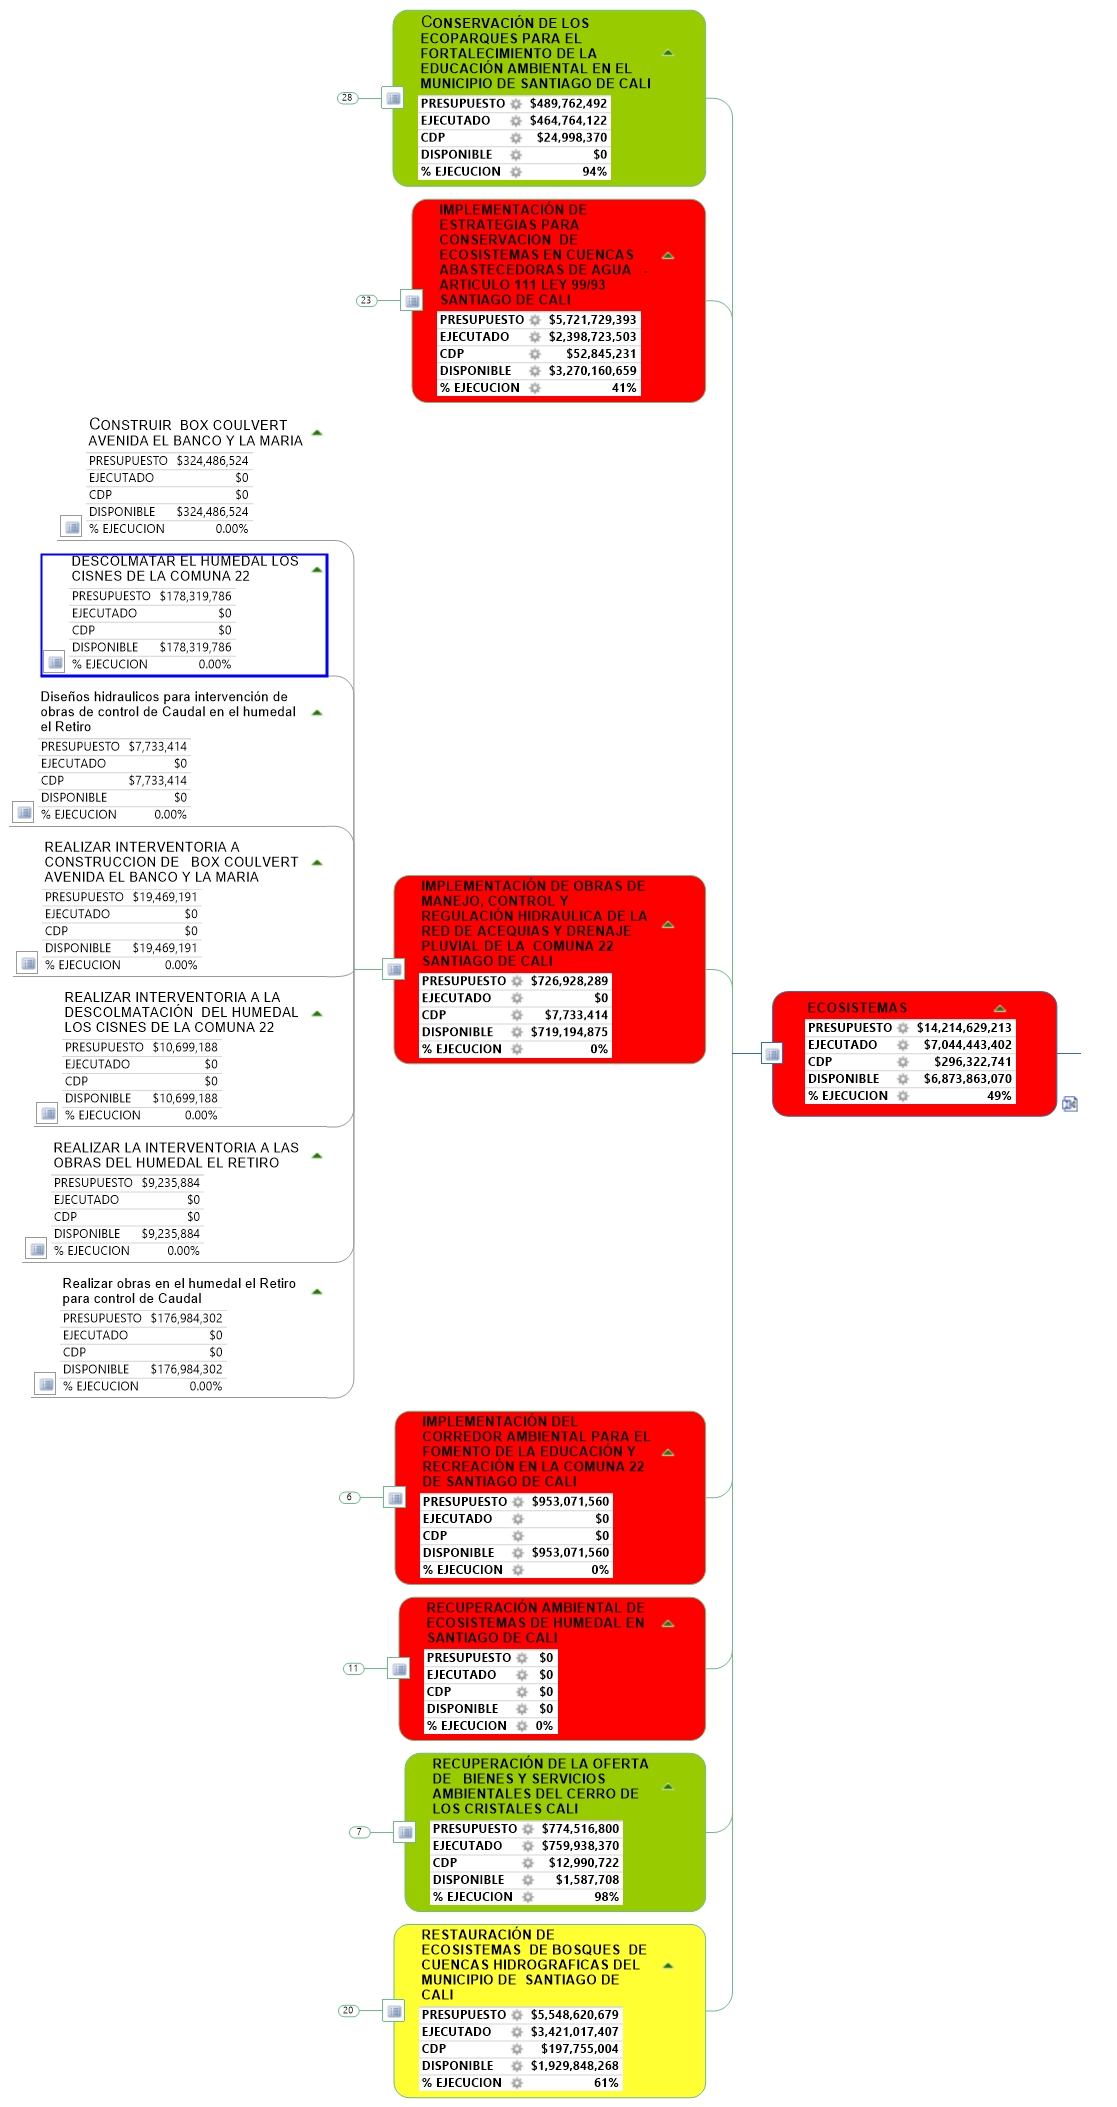 CONSERVACIÓN DE LOS
ECOPARQUES PARA EL
FORTALECIMIENTO DE LA
EDUCACIÓN AMBIENTAL EN EL
MUNICIPIO DE SANTIAGO DE CALI
PRESUPUESTO $489,762,492
EJECUTADO $464,764,122
CDP $24,998,370
DISPONIBLE $0
% EJECUCION 94%
28
IMPLEMENTACIÓN DE
ESTRATEGIAS PARA
CONSERVACION DE
ECOSISTEMAS EN CUENCAS
ABASTECEDORAS DE AGUA -
ARTICULO 111 LEY 99/93
SANTIAGO DE CALI
PRESUPUESTO $5,721,729,393
EJECUTADO $2,398,723,503
CDP $52,845,231
DISPONIBLE $3,270,160,659
% EJECUCION 41%
23
CONSTRUIR BOX COULVERT
AVENIDA EL BANCO Y LA MARIA
PRESUPUESTO $324,486,524
EJECUTADO $0
CDP $0
DISPONIBLE $324,486,524
% EJECUCION 0.00%
DESCOLMATAR EL HUMEDAL LOS
CISNES DE LA COMUNA 22
PRESUPUESTO $178,319,786
EJECUTADO $0
CDP $0
DISPONIBLE $178,319,786
% EJECUCION 0.00%
Diseños hidraulicos para intervención de
obras de control de Caudal en el humedal
el Retiro
PRESUPUESTO $7,733,414
EJECUTADO $0
CDP $7,733,414
DISPONIBLE $0
% EJECUCION 0.00%
REALIZAR INTERVENTORIA A
CONSTRUCCION DE BOX COULVERT
AVENIDA EL BANCO Y LA MARIA
PRESUPUESTO $19,469,191
EJECUTADO $0
CDP $0
DISPONIBLE $19,469,191
% EJECUCION 0.00%
REALIZAR INTERVENTORIA A LA
DESCOLMATACIÓN DEL HUMEDAL
LOS CISNES DE LA COMUNA 22
PRESUPUESTO $10,699,188
EJECUTADO $0
CDP $0
DISPONIBLE $10,699,188
% EJECUCION 0.00%
REALIZAR LA INTERVENTORIA A LAS
OBRAS DEL HUMEDAL EL RETIRO
PRESUPUESTO $9,235,884
EJECUTADO $0
CDP $0
DISPONIBLE $9,235,884
% EJECUCION 0.00%
Realizar obras en el humedal el Retiro
para control de Caudal
PRESUPUESTO $176,984,302
EJECUTADO $0
CDP $0
DISPONIBLE $176,984,302
% EJECUCION 0.00%
IMPLEMENTACIÓN DE OBRAS DE
MANEJO, CONTROL Y
REGULACIÓN HIDRAULICA DE LA
RED DE ACEQUIAS Y DRENAJE
PLUVIAL DE LA COMUNA 22
SANTIAGO DE CALI
PRESUPUESTO $726,928,289
EJECUTADO $0
CDP $7,733,414
DISPONIBLE $719,194,875
% EJECUCION 0%
ECOSISTEMAS
PRESUPUESTO $14,214,629,213
EJECUTADO $7,044,443,402
CDP $296,322,741
DISPONIBLE $6,873,863,070
% EJECUCION 49%
IMPLEMENTACIÓN DEL
CORREDOR AMBIENTAL PARA EL
FOMENTO DE LA EDUCACIÓN Y
RECREACIÓN EN LA COMUNA 22
DE SANTIAGO DE CALI
PRESUPUESTO $953,071,560
EJECUTADO $0
CDP $0
DISPONIBLE $953,071,560
% EJECUCION 0%
6
RECUPERACIÓN AMBIENTAL DE
ECOSISTEMAS DE HUMEDAL EN
SANTIAGO DE CALI
PRESUPUESTO $0
EJECUTADO $0
CDP $0
DISPONIBLE $0
% EJECUCION 0%
11
RECUPERACIÓN DE LA OFERTA
DE BIENES Y SERVICIOS
AMBIENTALES DEL CERRO DE
LOS CRISTALES CALI
PRESUPUESTO $774,516,800
EJECUTADO $759,938,370
CDP $12,990,722
DISPONIBLE $1,587,708
% EJECUCION 98%
7
RESTAURACIÓN DE
ECOSISTEMAS DE BOSQUES DE
CUENCAS HIDROGRAFICAS DEL
MUNICIPIO DE SANTIAGO DE
CALI
PRESUPUESTO $5,548,620,679
EJECUTADO $3,421,017,407
CDP $197,755,004
DISPONIBLE $1,929,848,268
% EJECUCION 61%
20